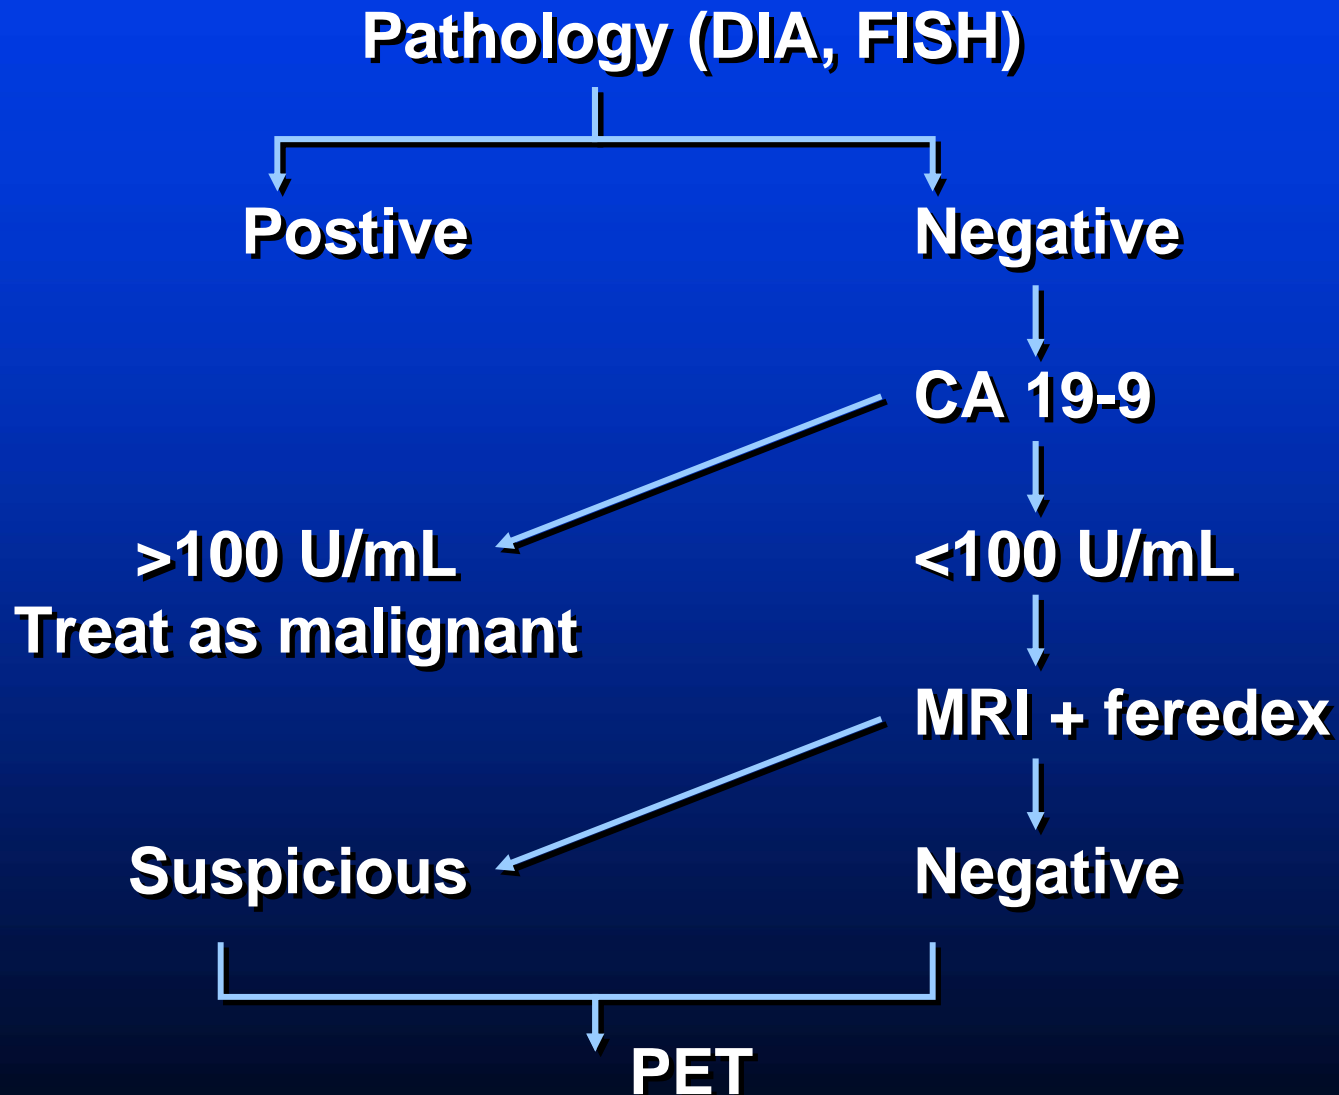 Pathology (DIA, FISH)
Postive
Negative
CA 19-9
>100 U/mL
Treat as malignant
<100 U/mL
MRI + feredex
Suspicious
Negative
PET